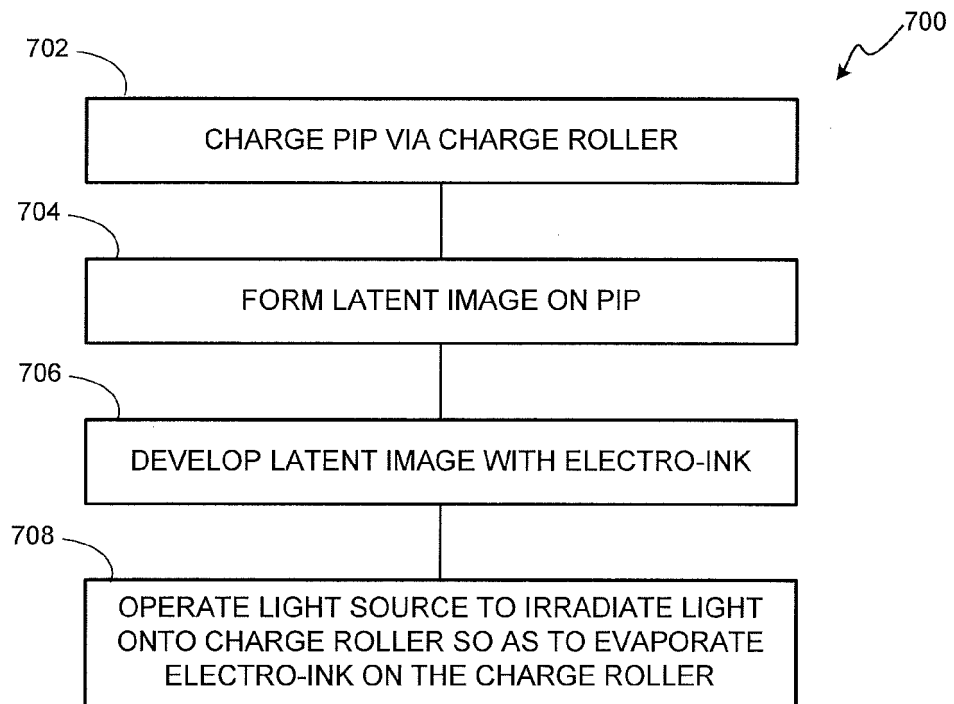 700
702
CHARGE PIP VIA CHARGE ROLLER
704
FORM LATENT IMAGE ON PIP
706
DEVELOP LATENT IMAGE WITH ELECTRO-INK
708
OPERATE LIGHT SOURCE TO IRRADIATE LIGHT
ONTO CHARGE ROLLER SO AS TO EVAPORATE
ELECTRO-INK ON THE CHARGE ROLLER